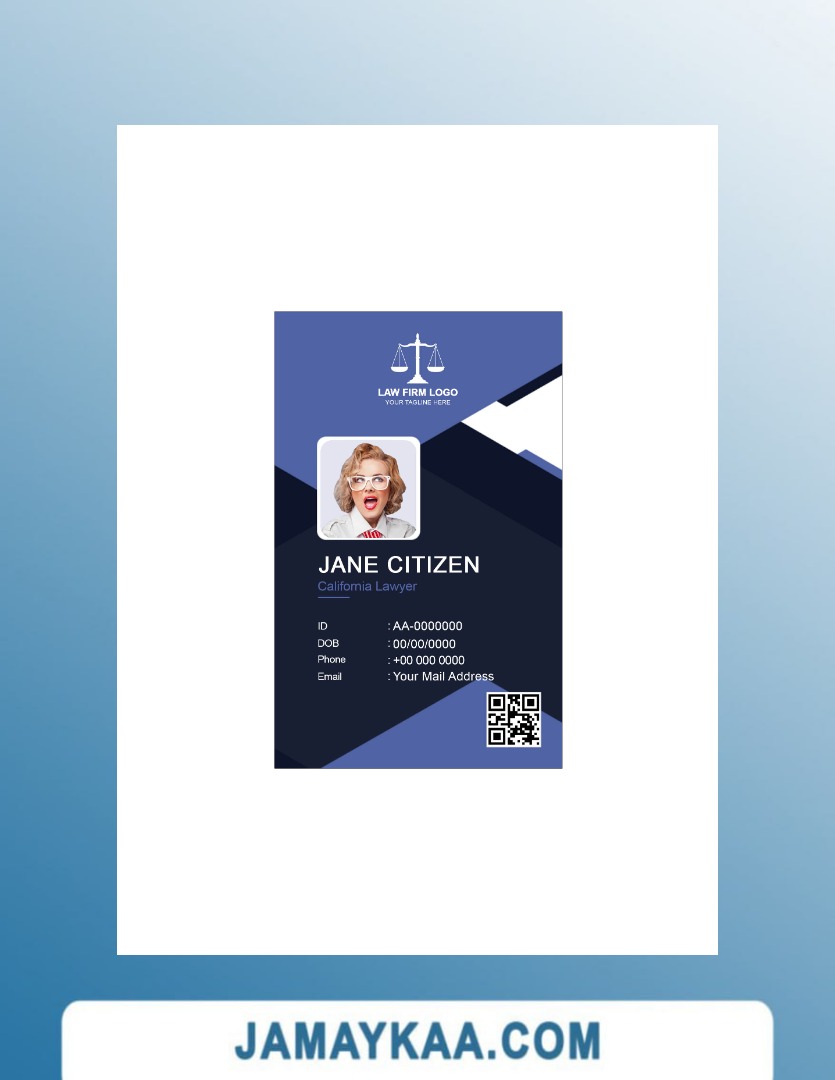 LAW FIRM LOGO
YOUR TAGLINE HERE
JANE CITIZEN
California Lawyer
ID : AA-0000000
DOB : 00/00/0000
Phone : +00 000 0000
Email : Your Mail Address
JAMAYKAA.COM